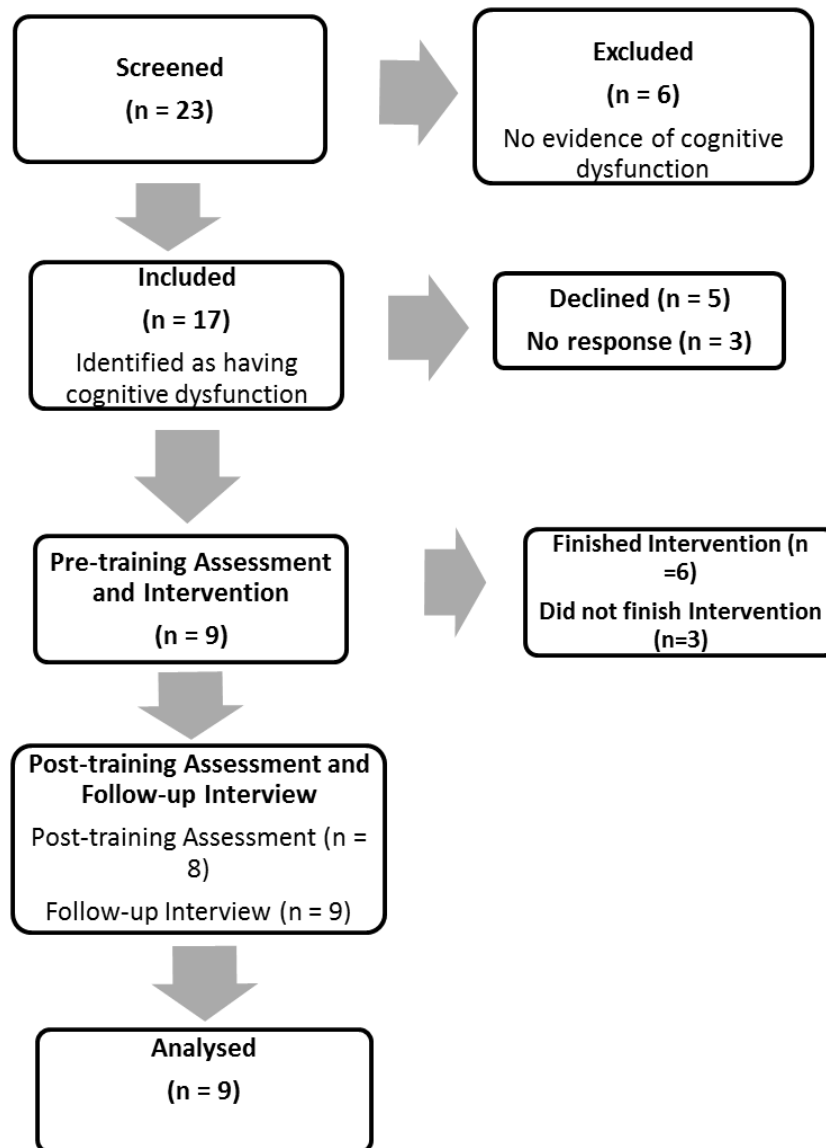 Screened
(n = 23)
Excluded
(n = 6)
No evidence of cognitive
dysfunction
Included
(n = 17)
Identified as having
cognitive dysfunction
Declined (n = 5)
No response (n = 3)
Pre-training Assessment
and Intervention
(n = 9)
Finished Intervention (n
=6)
Did not finish Intervention
(n=3)
Post-training Assessment and
Follow-up Interview
Post-training Assessment (n =
8)
Follow-up Interview (n = 9)
Analysed
(n = 9)